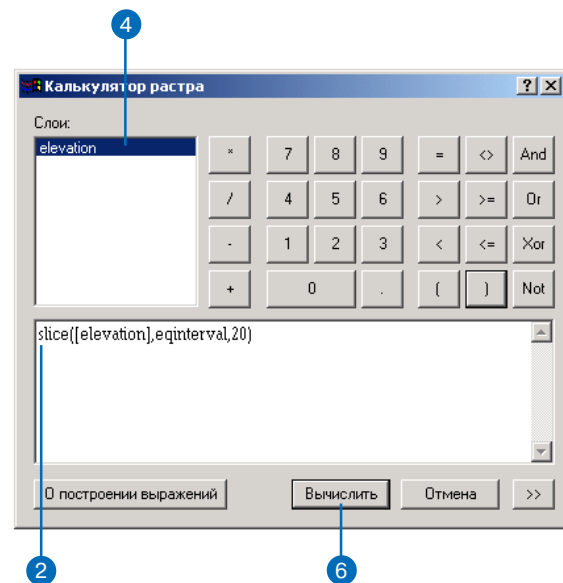 4
Калькулятор растра
? ×
Слои:
elevation
* 7 8 9 = <> And
/ 4 5 6 > >= Or
- 1 2 3 < <= Xor
+ 0 . ( ) Not
slice([elevation],eqinterval,20)
О построении выражений Вычислить Отмена >>
2 6